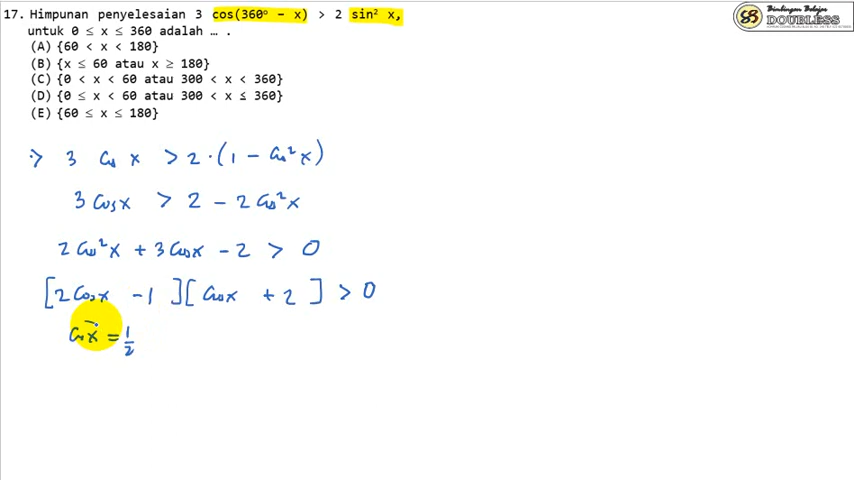 17. Himpunan penyelesaian 3 cos(360° - x) > 2 sin² x,
untuk 0 ≤ x ≤ 360 adalah … .
(A) {60 < x < 180}
(B) {x ≤ 60 atau x ≥ 180}
(C) {0 < x < 60 atau 300 < x < 360}
(D) {0 ≤ x < 60 atau 300 < x ≤ 360}
(E) {60 ≤ x ≤ 180}
Bimbingan Belajar
DOUBLESS
3 cos x > 2 · (1 - cos² x)
3 cos x > 2 - 2 cos² x
2 cos² x + 3 cos x - 2 > 0
[2 cos x - 1][cos x + 2] > 0
cos x = 1/2